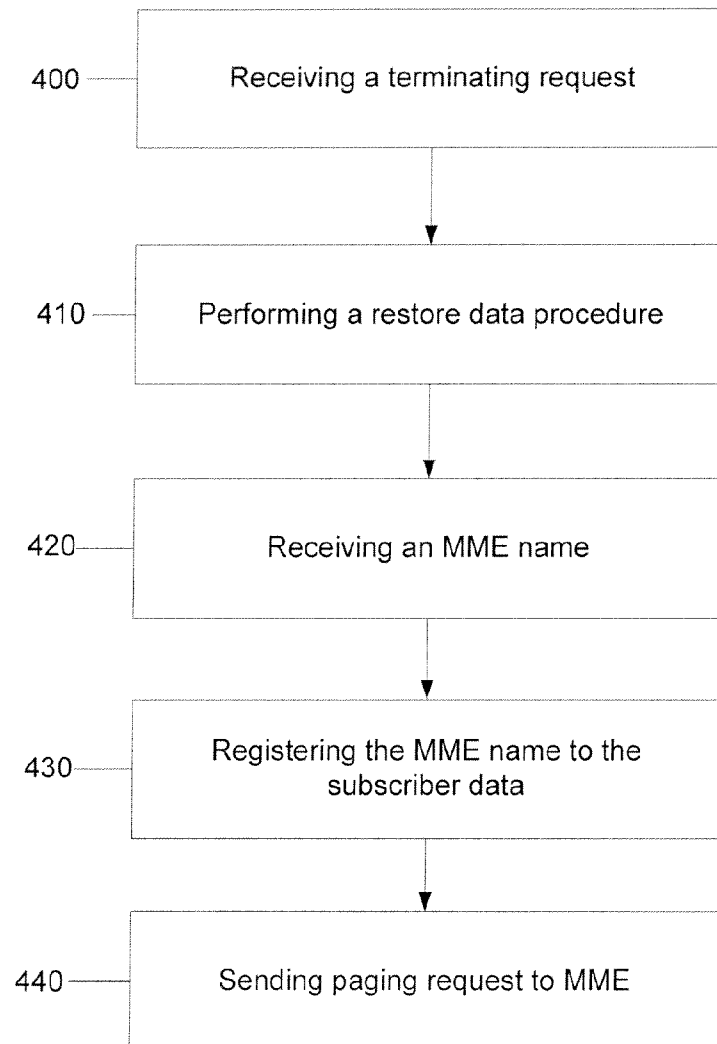 400 Receiving a terminating request
410 Performing a restore data procedure
420 Receiving an MME name
430 Registering the MME name to the
subscriber data
440 Sending paging request to MME